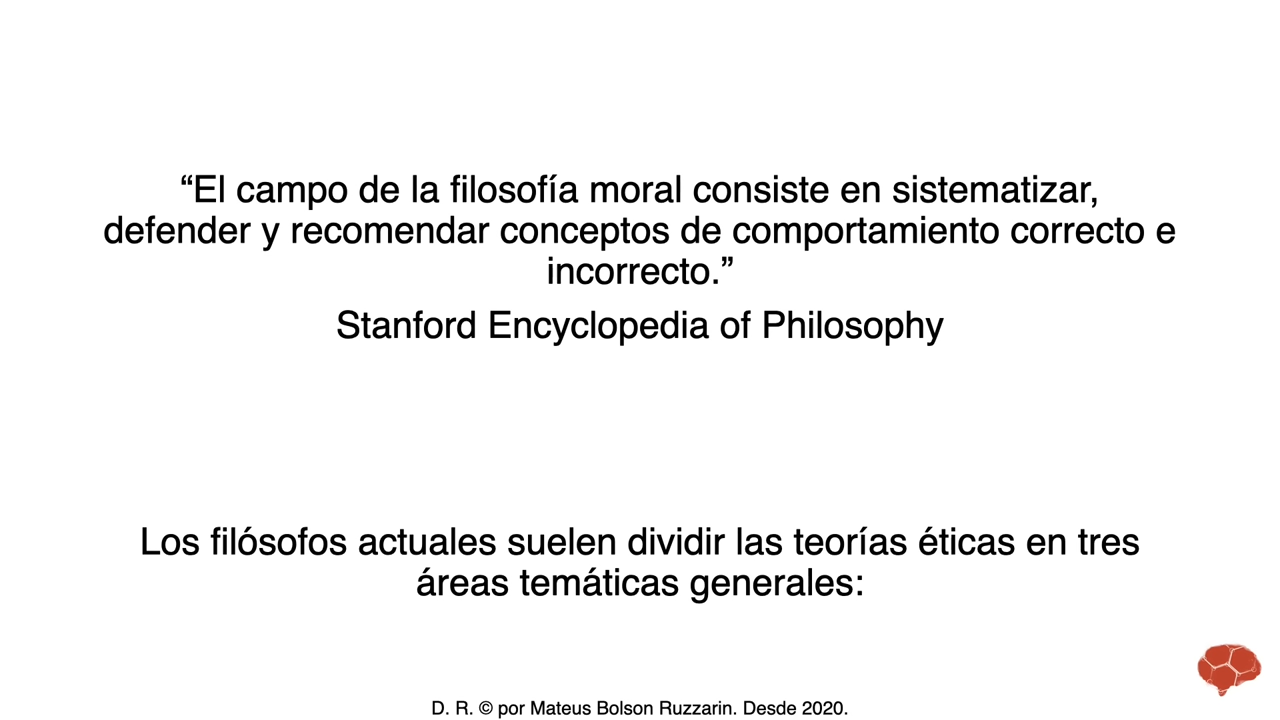 “El campo de la filosofía moral consiste en sistematizar,
defender y recomendar conceptos de comportamiento correcto e
incorrecto.”
Stanford Encyclopedia of Philosophy
Los filósofos actuales suelen dividir las teorías éticas en tres
áreas temáticas generales:
D. R. © por Mateus Bolson Ruzzarin. Desde 2020.